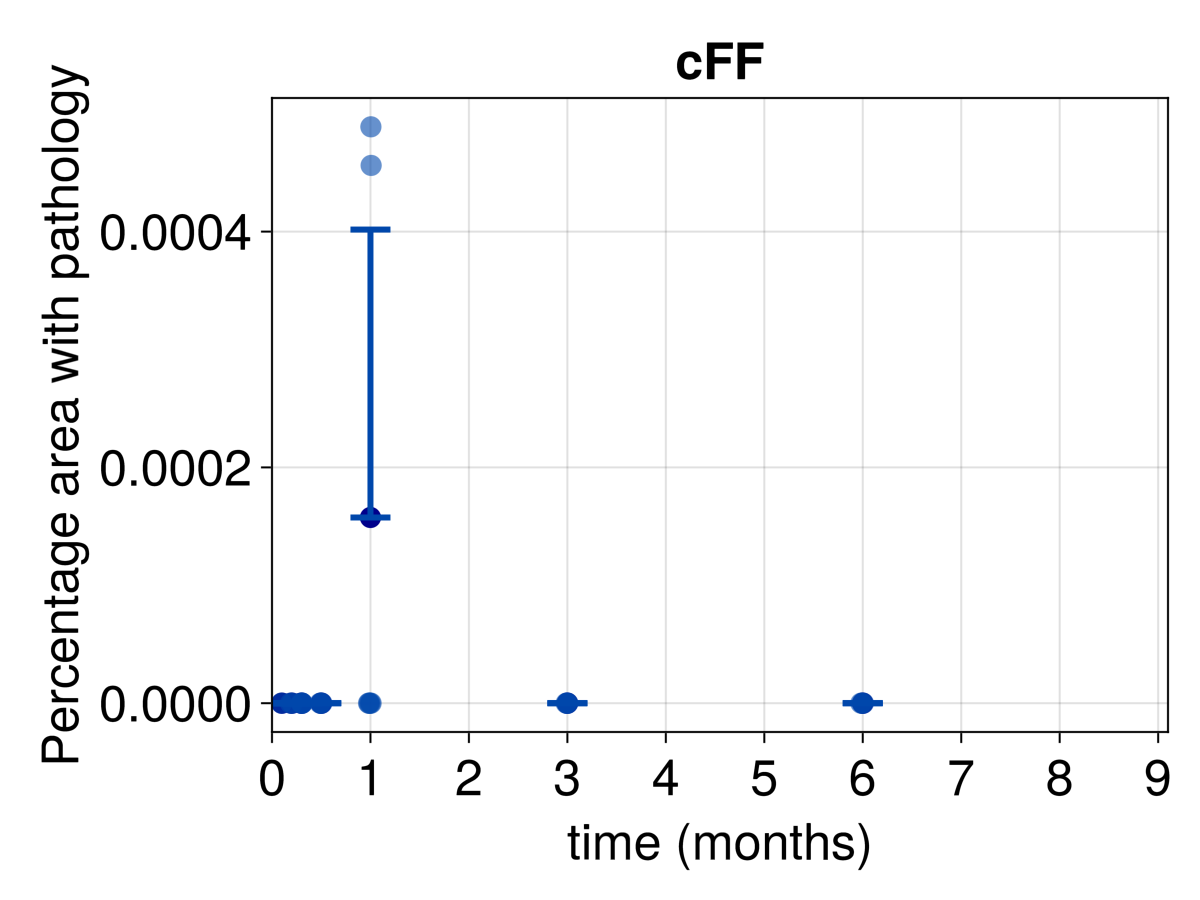 cFF
Percentage area with pathology
0.0004
0.0002
0.0000
0 1 2 3 4 5 6 7 8 9
time (months)